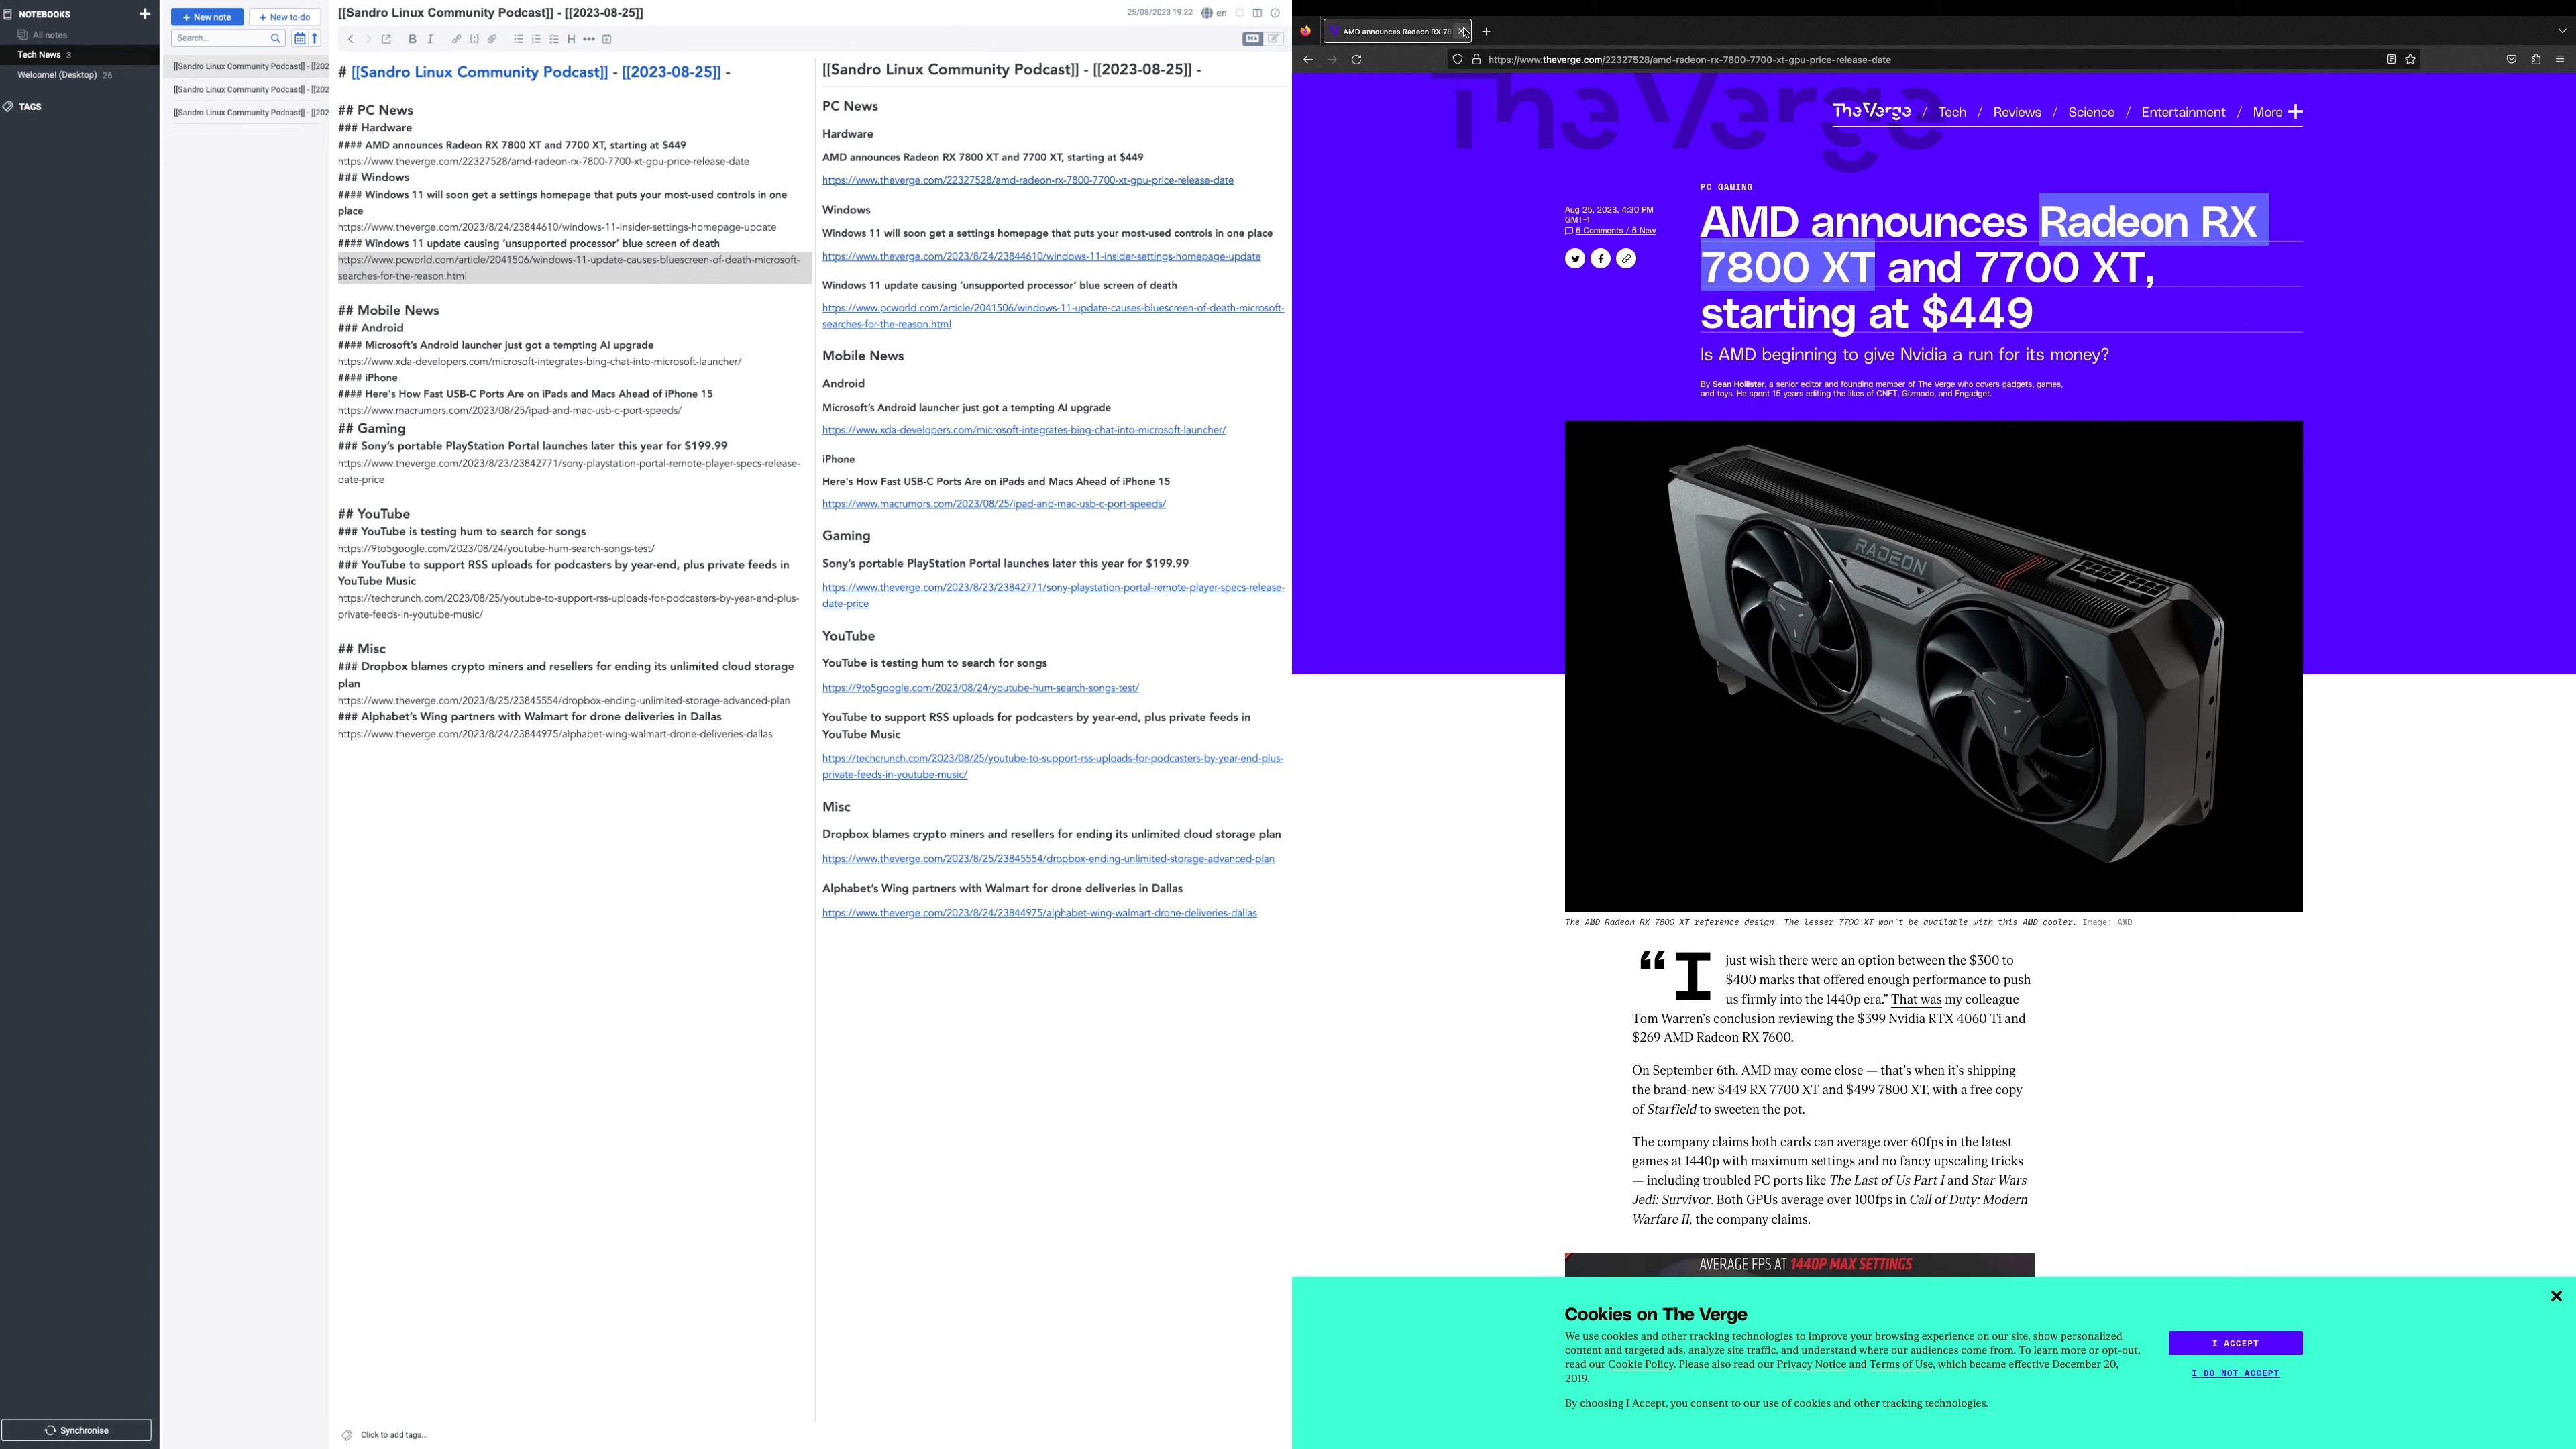 NOTEBOOKS
All notes
Tech News 3
Welcome! (Desktop) 26
TAGS
Synchronise
+ New note
+ New to-do
Search...
[[Sandro Linux Community Podcast]] - [[202
[[Sandro Linux Community Podcast]] - [[202
[[Sandro Linux Community Podcast]] - [[202
[[Sandro Linux Community Podcast]] - [[2023-08-25]]
25/08/2023 19:22
en
# [[Sandro Linux Community Podcast]] - [[2023-08-25]] -
## PC News
### Hardware
#### AMD announces Radeon RX 7800 XT and 7700 XT, starting at $449
https://www.theverge.com/22327528/amd-radeon-rx-7800-7700-xt-gpu-price-release-date
### Windows
#### Windows 11 will soon get a settings homepage that puts your most-used controls in one
place
https://www.theverge.com/2023/8/24/23844610/windows-11-insider-settings-homepage-update
#### Windows 11 update causing ‘unsupported processor’ blue screen of death
https://www.pcworld.com/article/2041506/windows-11-update-causes-bluescreen-of-death-microsoft-
searches-for-the-reason.html
## Mobile News
### Android
#### Microsoft’s Android launcher just got a tempting AI upgrade
https://www.xda-developers.com/microsoft-integrates-bing-chat-into-microsoft-launcher/
#### iPhone
#### Here's How Fast USB-C Ports Are on iPads and Macs Ahead of iPhone 15
https://www.macrumors.com/2023/08/25/ipad-and-mac-usb-c-port-speeds/
## Gaming
### Sony’s portable PlayStation Portal launches later this year for $199.99
https://www.theverge.com/2023/8/23/23842771/sony-playstation-portal-remote-player-specs-release-
date-price
## YouTube
### YouTube is testing hum to search for songs
https://9to5google.com/2023/08/24/youtube-hum-search-songs-test/
### YouTube to support RSS uploads for podcasters by year-end, plus private feeds in
YouTube Music
https://techcrunch.com/2023/08/25/youtube-to-support-rss-uploads-for-podcasters-by-year-end-plus-
private-feeds-in-youtube-music/
## Misc
### Dropbox blames crypto miners and resellers for ending its unlimited cloud storage
plan
https://www.theverge.com/2023/8/25/23845554/dropbox-ending-unlimited-storage-advanced-plan
### Alphabet’s Wing partners with Walmart for drone deliveries in Dallas
https://www.theverge.com/2023/8/24/23844975/alphabet-wing-walmart-drone-deliveries-dallas
Click to add tags...
[[Sandro Linux Community Podcast]] - [[2023-08-25]] -
PC News
Hardware
AMD announces Radeon RX 7800 XT and 7700 XT, starting at $449
https://www.theverge.com/22327528/amd-radeon-rx-7800-7700-xt-gpu-price-release-date
Windows
Windows 11 will soon get a settings homepage that puts your most-used controls in one place
https://www.theverge.com/2023/8/24/23844610/windows-11-insider-settings-homepage-update
Windows 11 update causing ‘unsupported processor’ blue screen of death
https://www.pcworld.com/article/2041506/windows-11-update-causes-bluescreen-of-death-microsoft-
searches-for-the-reason.html
Mobile News
Android
Microsoft’s Android launcher just got a tempting AI upgrade
https://www.xda-developers.com/microsoft-integrates-bing-chat-into-microsoft-launcher/
iPhone
Here's How Fast USB-C Ports Are on iPads and Macs Ahead of iPhone 15
https://www.macrumors.com/2023/08/25/ipad-and-mac-usb-c-port-speeds/
Gaming
Sony’s portable PlayStation Portal launches later this year for $199.99
https://www.theverge.com/2023/8/23/23842771/sony-playstation-portal-remote-player-specs-release-
date-price
YouTube
YouTube is testing hum to search for songs
https://9to5google.com/2023/08/24/youtube-hum-search-songs-test/
YouTube to support RSS uploads for podcasters by year-end, plus private feeds in
YouTube Music
https://techcrunch.com/2023/08/25/youtube-to-support-rss-uploads-for-podcasters-by-year-end-plus-
private-feeds-in-youtube-music/
Misc
Dropbox blames crypto miners and resellers for ending its unlimited cloud storage plan
https://www.theverge.com/2023/8/25/23845554/dropbox-ending-unlimited-storage-advanced-plan
Alphabet’s Wing partners with Walmart for drone deliveries in Dallas
https://www.theverge.com/2023/8/24/23844975/alphabet-wing-walmart-drone-deliveries-dallas
AMD announces Radeon RX 78
https://www.theverge.com/22327528/amd-radeon-rx-7800-7700-xt-gpu-price-release-date
The Verge
The Verge / Tech / Reviews / Science / Entertainment / More +
PC GAMING
Aug 25, 2023, 4:30 PM
GMT+1
6 Comments / 6 New
AMD announces Radeon RX
7800 XT and 7700 XT,
starting at $449
Is AMD beginning to give Nvidia a run for its money?
By Sean Hollister, a senior editor and founding member of The Verge who covers gadgets, games,
and toys. He spent 15 years editing the likes of CNET, Gizmodo, and Engadget.
RADEON
The AMD Radeon RX 7800 XT reference design. The lesser 7700 XT won't be available with this AMD cooler. Image: AMD
“I just wish there were an option between the $300 to
$400 marks that offered enough performance to push
us firmly into the 1440p era.” That was my colleague
Tom Warren’s conclusion reviewing the $399 Nvidia RTX 4060 Ti and
$269 AMD Radeon RX 7600.
On September 6th, AMD may come close — that’s when it’s shipping
the brand-new $449 RX 7700 XT and $499 7800 XT, with a free copy
of Starfield to sweeten the pot.
The company claims both cards can average over 60fps in the latest
games at 1440p with maximum settings and no fancy upscaling tricks
— including troubled PC ports like The Last of Us Part I and Star Wars
Jedi: Survivor. Both GPUs average over 100fps in Call of Duty: Modern
Warfare II, the company claims.
AVERAGE FPS AT 1440P MAX SETTINGS
Cookies on The Verge
We use cookies and other tracking technologies to improve your browsing experience on our site, show personalized
content and targeted ads, analyze site traffic, and understand where our audiences come from. To learn more or opt-out,
read our Cookie Policy. Please also read our Privacy Notice and Terms of Use, which became effective December 20,
2019.
By choosing I Accept, you consent to our use of cookies and other tracking technologies.
I ACCEPT
I DO NOT ACCEPT